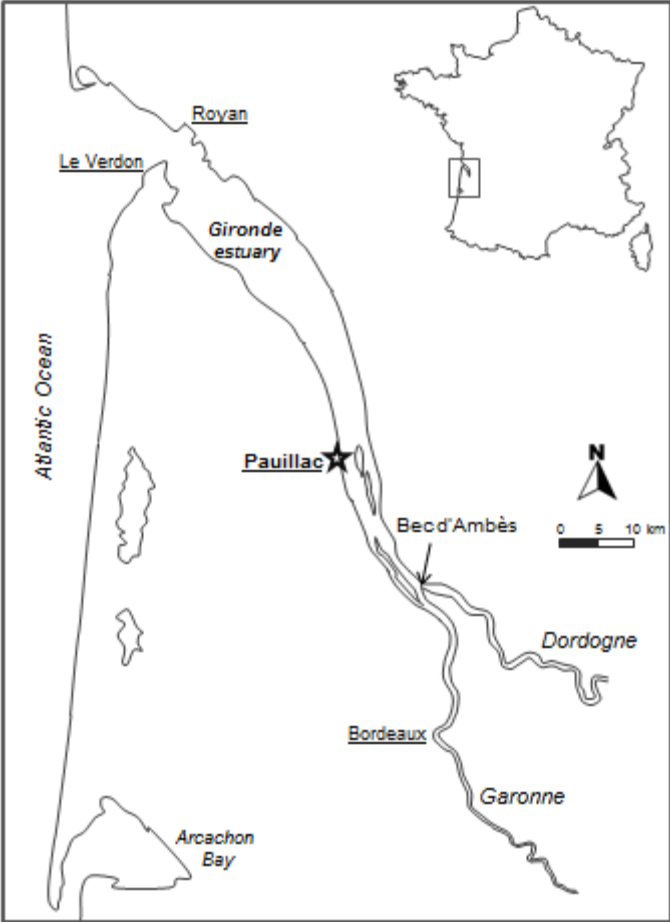 Royan
Le Verdon
Gironde
estuary
Atlantic Ocean
Pauillac
N
Bec d'Ambès
0 5 10 km
Dordogne
Bordeaux
Garonne
Arcachon
Bay